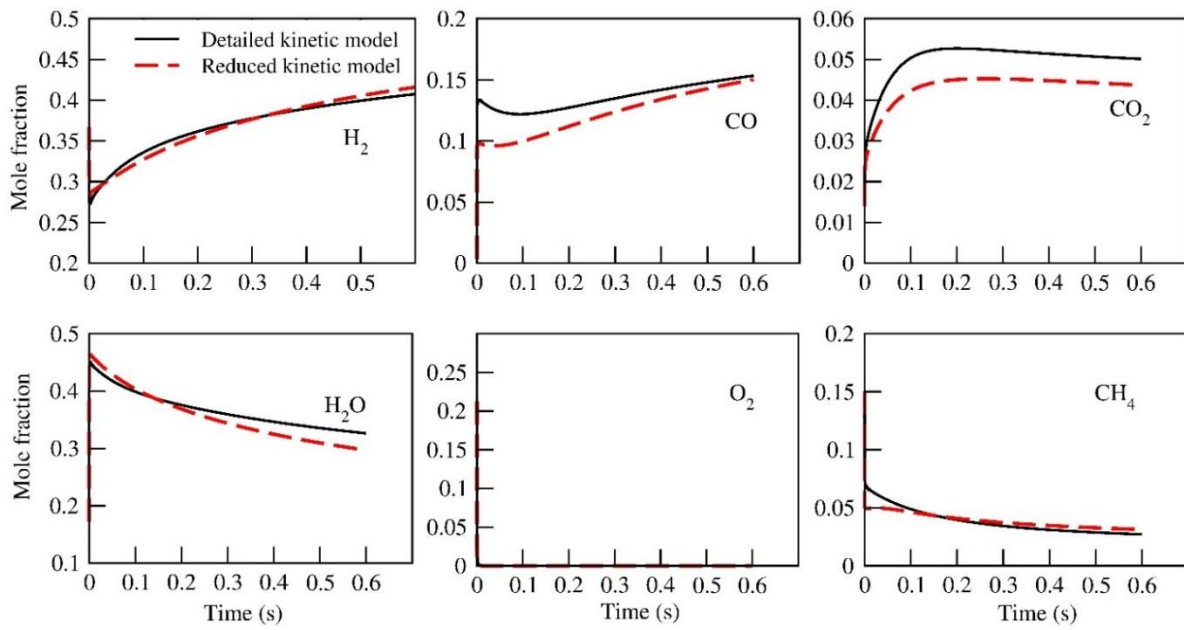 0.5
0.45
0.4
0.35
0.3
0.25
0.2
Mole fraction
Detailed kinetic model
Reduced kinetic model
H2
0 0.1 0.2 0.3 0.4 0.5
0.2
0.15
0.1
0.05
0
CO
0 0.1 0.2 0.3 0.4 0.5 0.6
0.06
0.05
0.04
0.03
0.02
0.01
0
CO2
0 0.1 0.2 0.3 0.4 0.5 0.6
0.5
0.4
0.3
0.2
0.1
Mole fraction
H2O
0 0.1 0.2 0.3 0.4 0.5 0.6
Time (s)
0.25
0.2
0.15
0.1
0.05
0
O2
0 0.1 0.2 0.3 0.4 0.5 0.6
Time (s)
0.2
0.15
0.1
0.05
0
CH4
0 0.1 0.2 0.3 0.4 0.5 0.6
Time (s)